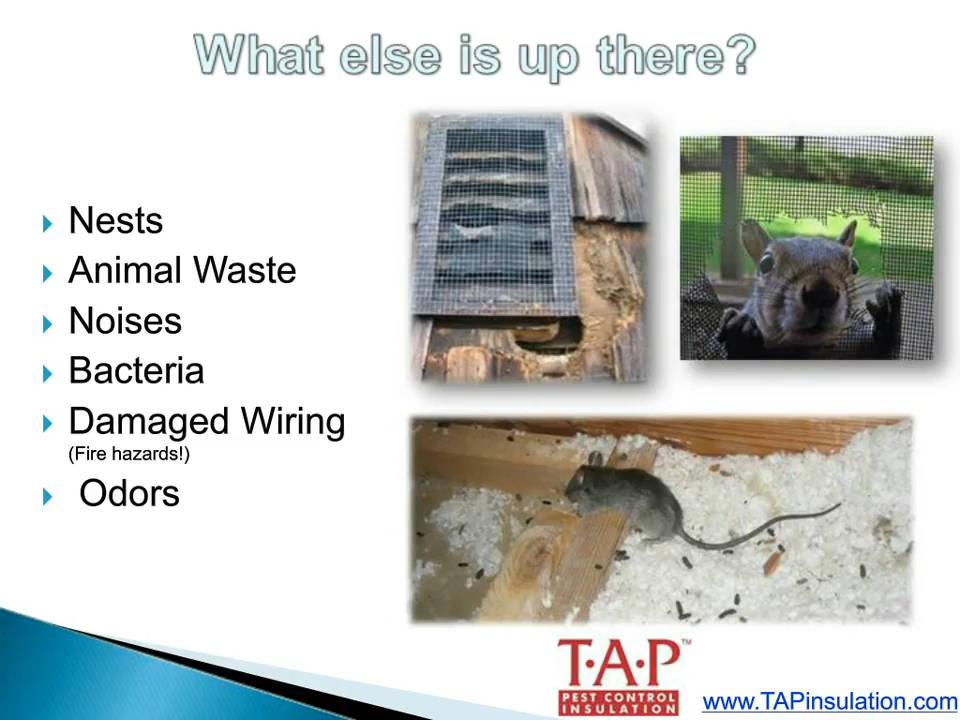 What else is up there?
Nests
Animal Waste
Noises
Bacteria
Damaged Wiring
(Fire hazards!)
Odors
T·A·P™
PEST CONTROL
INSULATION
www.TAPinsulation.com